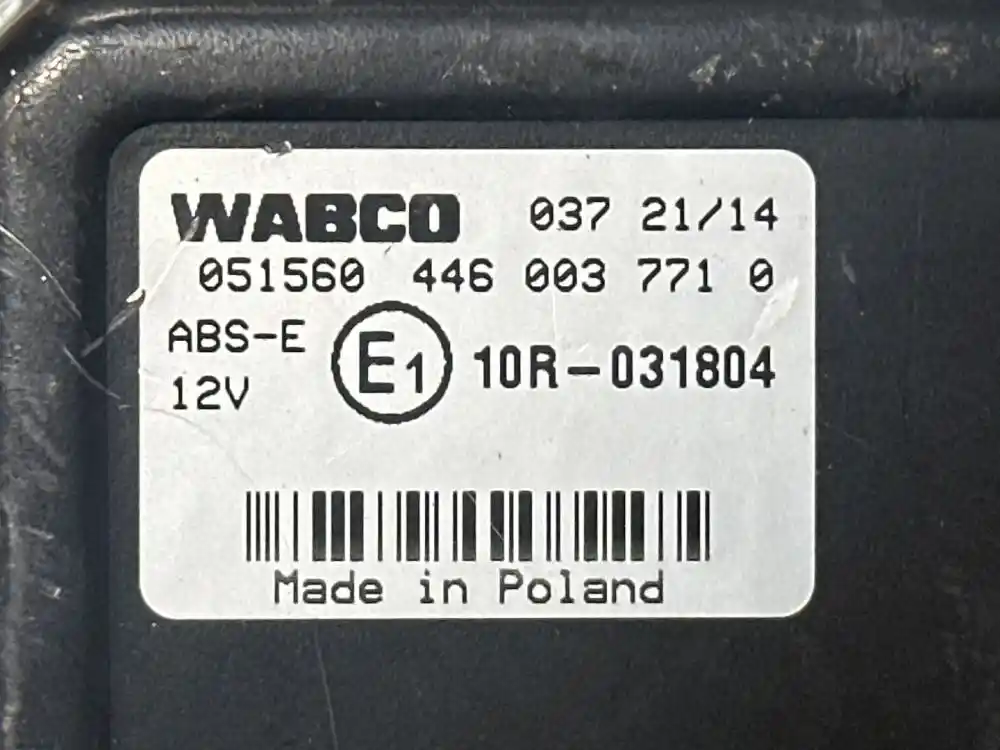 WABCO 037 21/14
051560 446 003 771 0
ABS-E E1 10R-031804
12V
Made in Poland